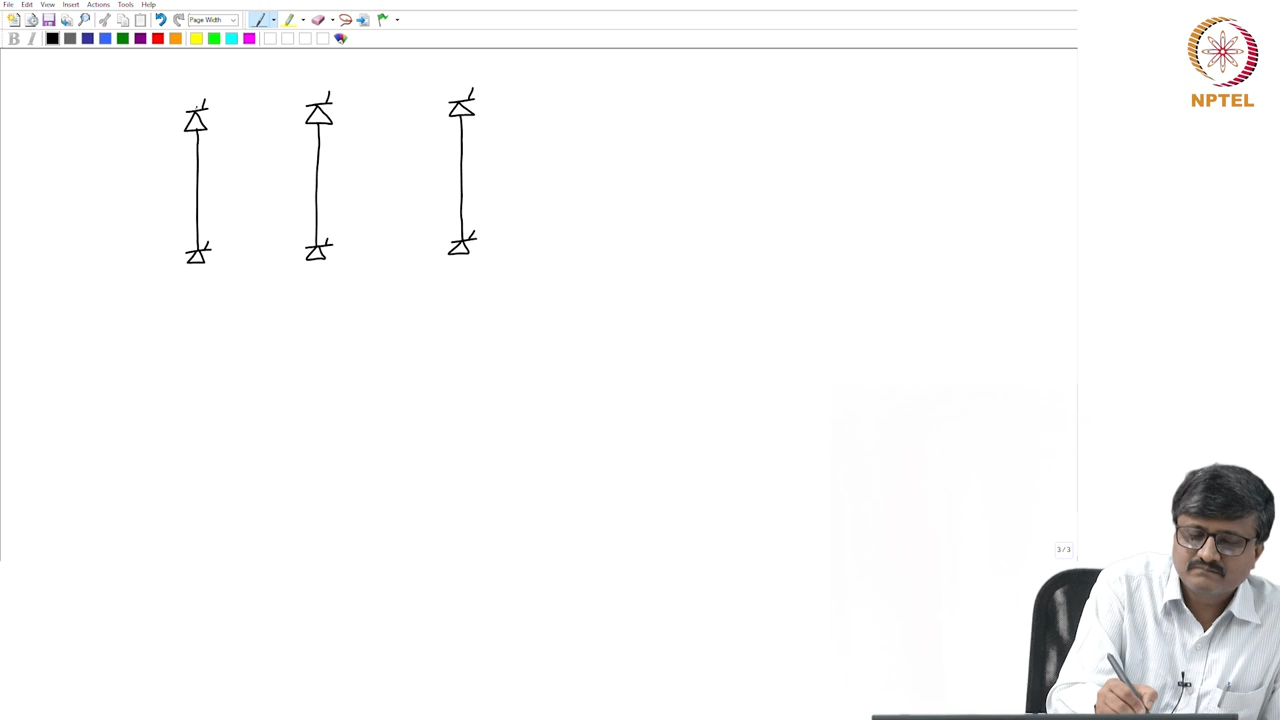 File Edit View Insert Actions Tools Help
Page Width
B I
NPTEL
3 / 3